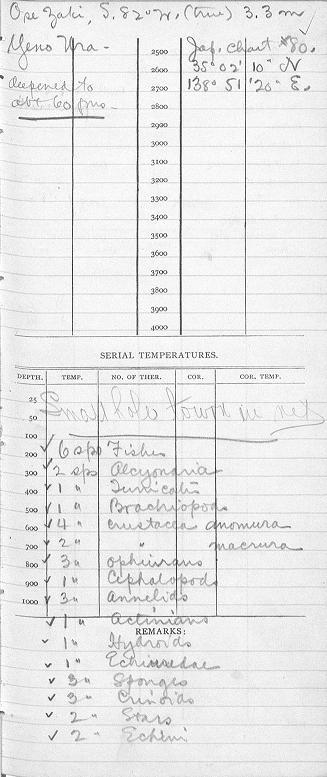 Ose Zaki, S. 82° W. (true) 3.3 m
Yeno Ura - 2500 Jap. Chart #80.
2600 35° 02' 10" N
deepened to 2700 138° 51' 20" E.
abt 60 fms - 2800
2900
3000
3100
3200
3300
3400
3500
3600
3700
3800
3900
4000
SERIAL TEMPERATURES.
DEPTH. TEMP. NO. OF THER. COR. COR. TEMP.
25
Small hole torn in net
50
100
✓ 6 sps Fishes
200
✓ 2 sps Alcyonaria
300
✓ 1 " Tunicates
400
✓ 1 " Brachiopods
500
✓ 4 " Crustacea anomura
600
✓ 2 " " macrura
700
✓ 3 " Ophiurans
800
✓ 1 " Cephalopods
900
✓ 3 " Annelids
1000
✓ 1 " Actinians
REMARKS:
✓ 1 " Hydroids
✓ 1 "
✓ 3 " Sponges
✓ 3 " Crinoids
✓ 2 " Stars
✓ 2 " Echini